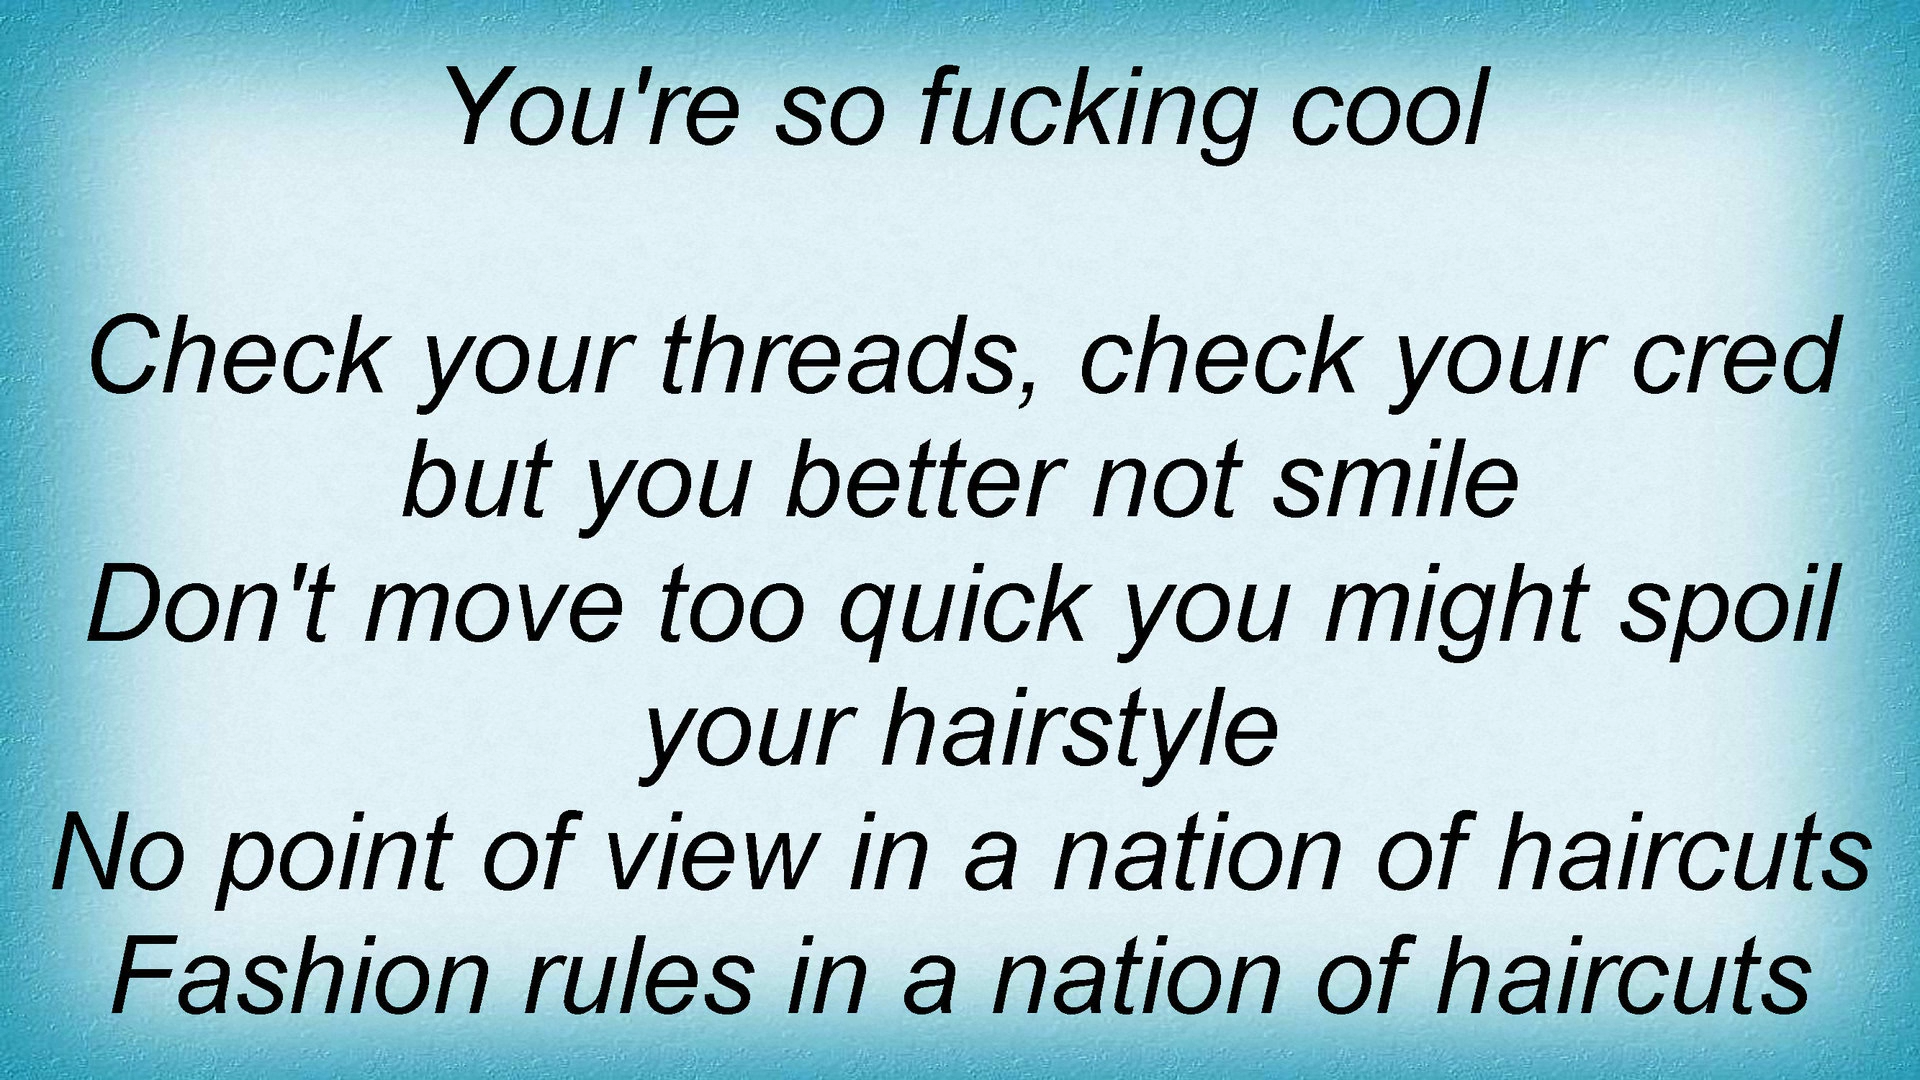 You're so fucking cool
Check your threads, check your cred
but you better not smile
Don't move too quick you might spoil
your hairstyle
No point of view in a nation of haircuts
Fashion rules in a nation of haircuts